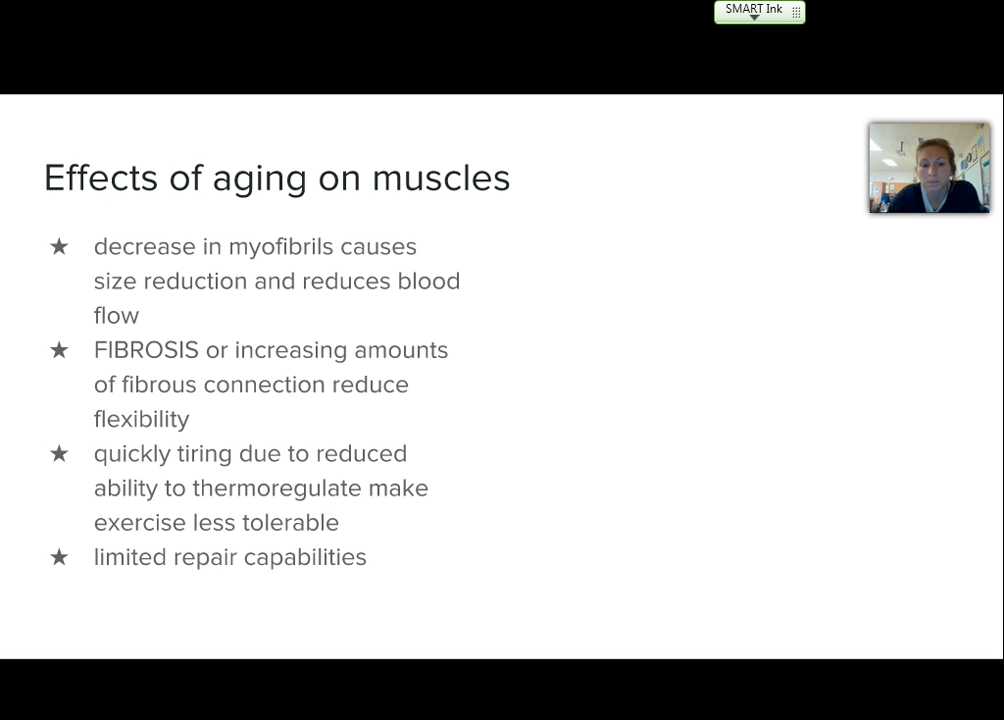 SMART Ink
Effects of aging on muscles
★ decrease in myofibrils causes
size reduction and reduces blood
flow
★ FIBROSIS or increasing amounts
of fibrous connection reduce
flexibility
★ quickly tiring due to reduced
ability to thermoregulate make
exercise less tolerable
★ limited repair capabilities